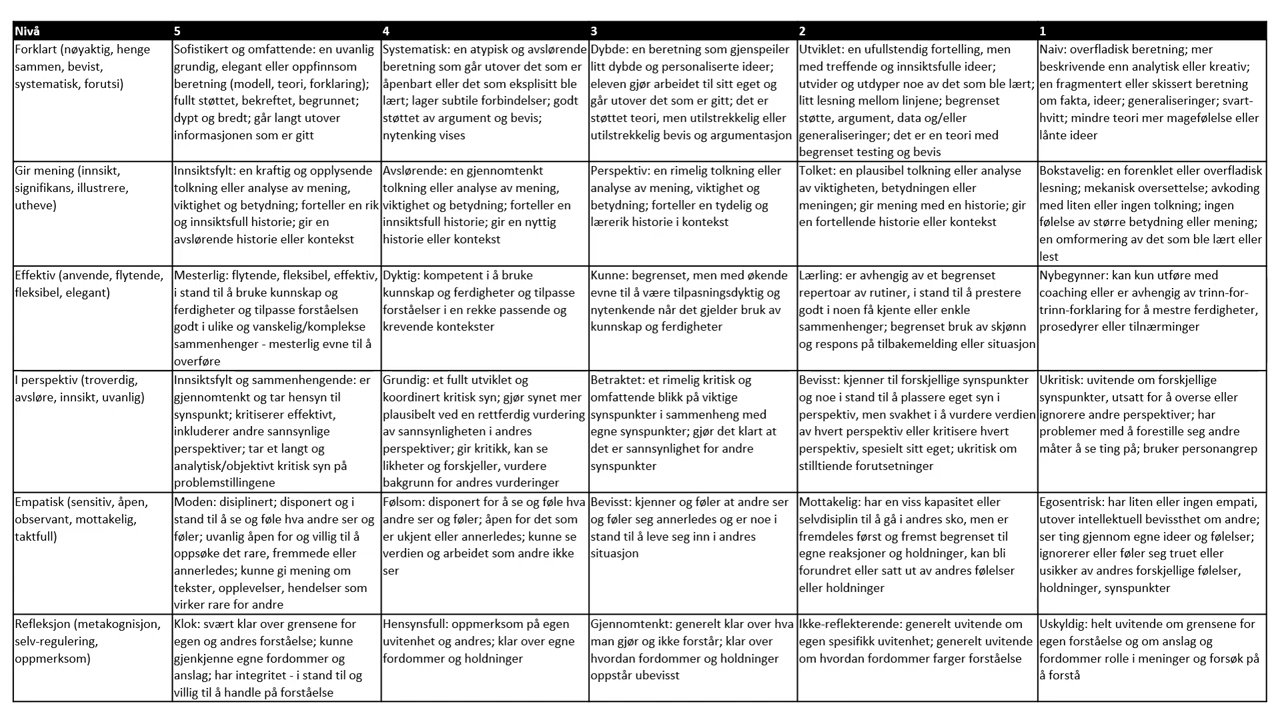 Nivå
5
4
3
2
1
Forklart (nøyaktig, henge
sammen, bevist,
systematisk, forutsi)
Sofistikert og omfattende: en uvanlig
grundig, elegant eller oppfinnsom
beretning (modell, teori, forklaring);
fullt støttet, bekreftet, begrunnet;
dypt og bredt; går langt utover
informasjonen som er gitt
Systematisk: en atypisk og avslørende
beretning som går utover det som er
åpenbart eller det som eksplisitt ble
lært; lager subtile forbindelser; godt
støttet av argument og bevis;
nytenking vises
Dybde: en beretning som gjenspeiler
litt dybde og personaliserte ideer;
eleven gjør arbeidet til sitt eget og
går utover det som er gitt; det er
støttet teori, men utilstrekkelig eller
utilstrekkelig bevis og argumentasjon
Utviklet: en ufullstendig fortelling, men
med treffende og innsiktsfulle ideer;
utvider og utdyper noe av det som ble lært;
litt lesning mellom linjene; begrenset
støtte, argument, data og/eller
generaliseringer; det er en teori med
begrenset testing og bevis
Naiv: overfladisk beretning; mer
beskrivende enn analytisk eller kreativ;
en fragmentert eller skissert beretning
om fakta, ideer; generaliseringer; svart-
hvitt; mindre teori mer magefølelse eller
lånte ideer
Gir mening (innsikt,
signifikans, illustrere,
utheve)
Innsiktsfylt: en kraftig og opplysende
tolkning eller analyse av mening,
viktighet og betydning; forteller en rik
og innsiktsfull historie; gir en
avslørende historie eller kontekst
Avslørende: en gjennomtenkt
tolkning eller analyse av mening,
viktighet og betydning; forteller en
innsiktsfull historie; gir en nyttig
historie eller kontekst
Perspektiv: en rimelig tolkning eller
analyse av mening, viktighet og
betydning; forteller en tydelig og
lærerik historie i kontekst
Tolket: en plausibel tolkning eller analyse
av viktigheten, betydningen eller
meningen; gir mening med en historie; gir
en fortellende historie eller kontekst
Bokstavelig: en forenklet eller overfladisk
lesning; mekanisk oversettelse; avkoding
med liten eller ingen tolkning; ingen
følelse av større betydning eller mening;
en omformering av det som ble lært eller
lest
Effektiv (anvende, flytende,
fleksibel, elegant)
Mesterlig: flytende, fleksibel, effektiv,
i stand til å bruke kunnskap og
ferdigheter og tilpasse forståelsen
godt i ulike og vanskelig/komplekse
sammenhenger - mesterlig evne til å
overføre
Dyktig: kompetent i å bruke
kunnskap og ferdigheter og tilpasse
forståelser i en rekke passende og
krevende kontekster
Kunne: begrenset, men med økende
evne til å være tilpasningsdyktig og
nytenkende når det gjelder bruk av
kunnskap og ferdigheter
Lærling: er avhengig av et begrenset
repertoar av rutiner, i stand til å prestere
godt i noen få kjente eller enkle
sammenhenger; begrenset bruk av skjønn
og respons på tilbakemelding eller situasjon
Nybegynner: kan kun utføre med
coaching eller er avhengig av trinn-for-
trinn-forklaring for å mestre ferdigheter,
prosedyrer eller tilnærminger
I perspektiv (troverdig,
avsløre, innsikt, uvanlig)
Innsiktsfylt og sammenhengende: er
gjennomtenkt og tar hensyn til
synspunkt; kritiserer effektivt,
inkluderer andre sannsynlige
perspektiver; tar et langt og
analytisk/objektivt kritisk syn på
problemstillingene
Grundig: et fullt utviklet og
koordinert kritisk syn; gjør synet mer
plausibelt ved en rettferdig vurdering
av sannsynligheten i andres
perspektiver; gir kritikk, kan se
likheter og forskjeller, vurdere
bakgrunn for andres vurderinger
Betraktet: et rimelig kritisk og
omfattende blikk på viktige
synspunkter i sammenheng med
egne synspunkter; gjør det klart at
det er sannsynlighet for andre
synspunkter
Bevisst: kjenner til forskjellige synspunkter
og noe i stand til å plassere eget syn i
perspektiv, men svakhet i å vurdere verdien
av hvert perspektiv eller kritisere hvert
perspektiv, spesielt sitt eget; ukritisk om
stilltiende forutsetninger
Ukritisk: uvitende om forskjellige
synspunkter, utsatt for å overse eller
ignorere andre perspektiver; har
problemer med å forestille seg andre
måter å se ting på; bruker personangrep
Empatisk (sensitiv, åpen,
observant, mottakelig,
taktfull)
Moden: disiplinert; disponert og i
stand til å se og føle hva andre ser og
føler; uvanlig åpen for og villig til å
oppsøke det rare, fremmede eller
annerledes; kunne gi mening om
tekster, opplevelser, hendelser som
virker rare for andre
Følsom: disponert for å se og føle hva
andre ser og føler; åpen for det som
er ukjent eller annerledes; kunne se
verdien og arbeidet som andre ikke
ser
Bevisst: kjenner og føler at andre ser
og føler seg annerledes og er noe i
stand til å leve seg inn i andres
situasjon
Mottakelig: har en viss kapasitet eller
selvdisiplin til å gå i andres sko, men er
fremdeles først og fremst begrenset til
egne reaksjoner og holdninger, kan bli
forundret eller satt ut av andres følelser
eller holdninger
Egosentrisk: har liten eller ingen empati,
utover intellektuell bevissthet om andre;
ser ting gjennom egne ideer og følelser;
ignorerer eller føler seg truet eller
usikker av andres forskjellige følelser,
holdninger, synspunkter
Refleksjon (metakognisjon,
selv-regulering,
oppmerksom)
Klok: svært klar over grensene for
egen og andres forståelse; kunne
gjenkjenne egne fordommer og
anslag; har integritet - i stand til og
villig til å handle på forståelse
Hensynsfull: oppmerksom på egen
uvitenhet og andres; klar over egne
fordommer og holdninger
Gjennomtenkt: generelt klar over hva
man gjør og ikke forstår; klar over
hvordan fordommer og holdninger
oppstår ubevisst
Ikke-reflekterende: generelt uvitende om
egen spesifikk uvitenhet; generelt uvitende
om hvordan fordommer farger forståelse
Uskyldig: helt uvitende om grensene for
egen forståelse og om anslag og
fordommer rolle i meninger og forsøk på
å forstå